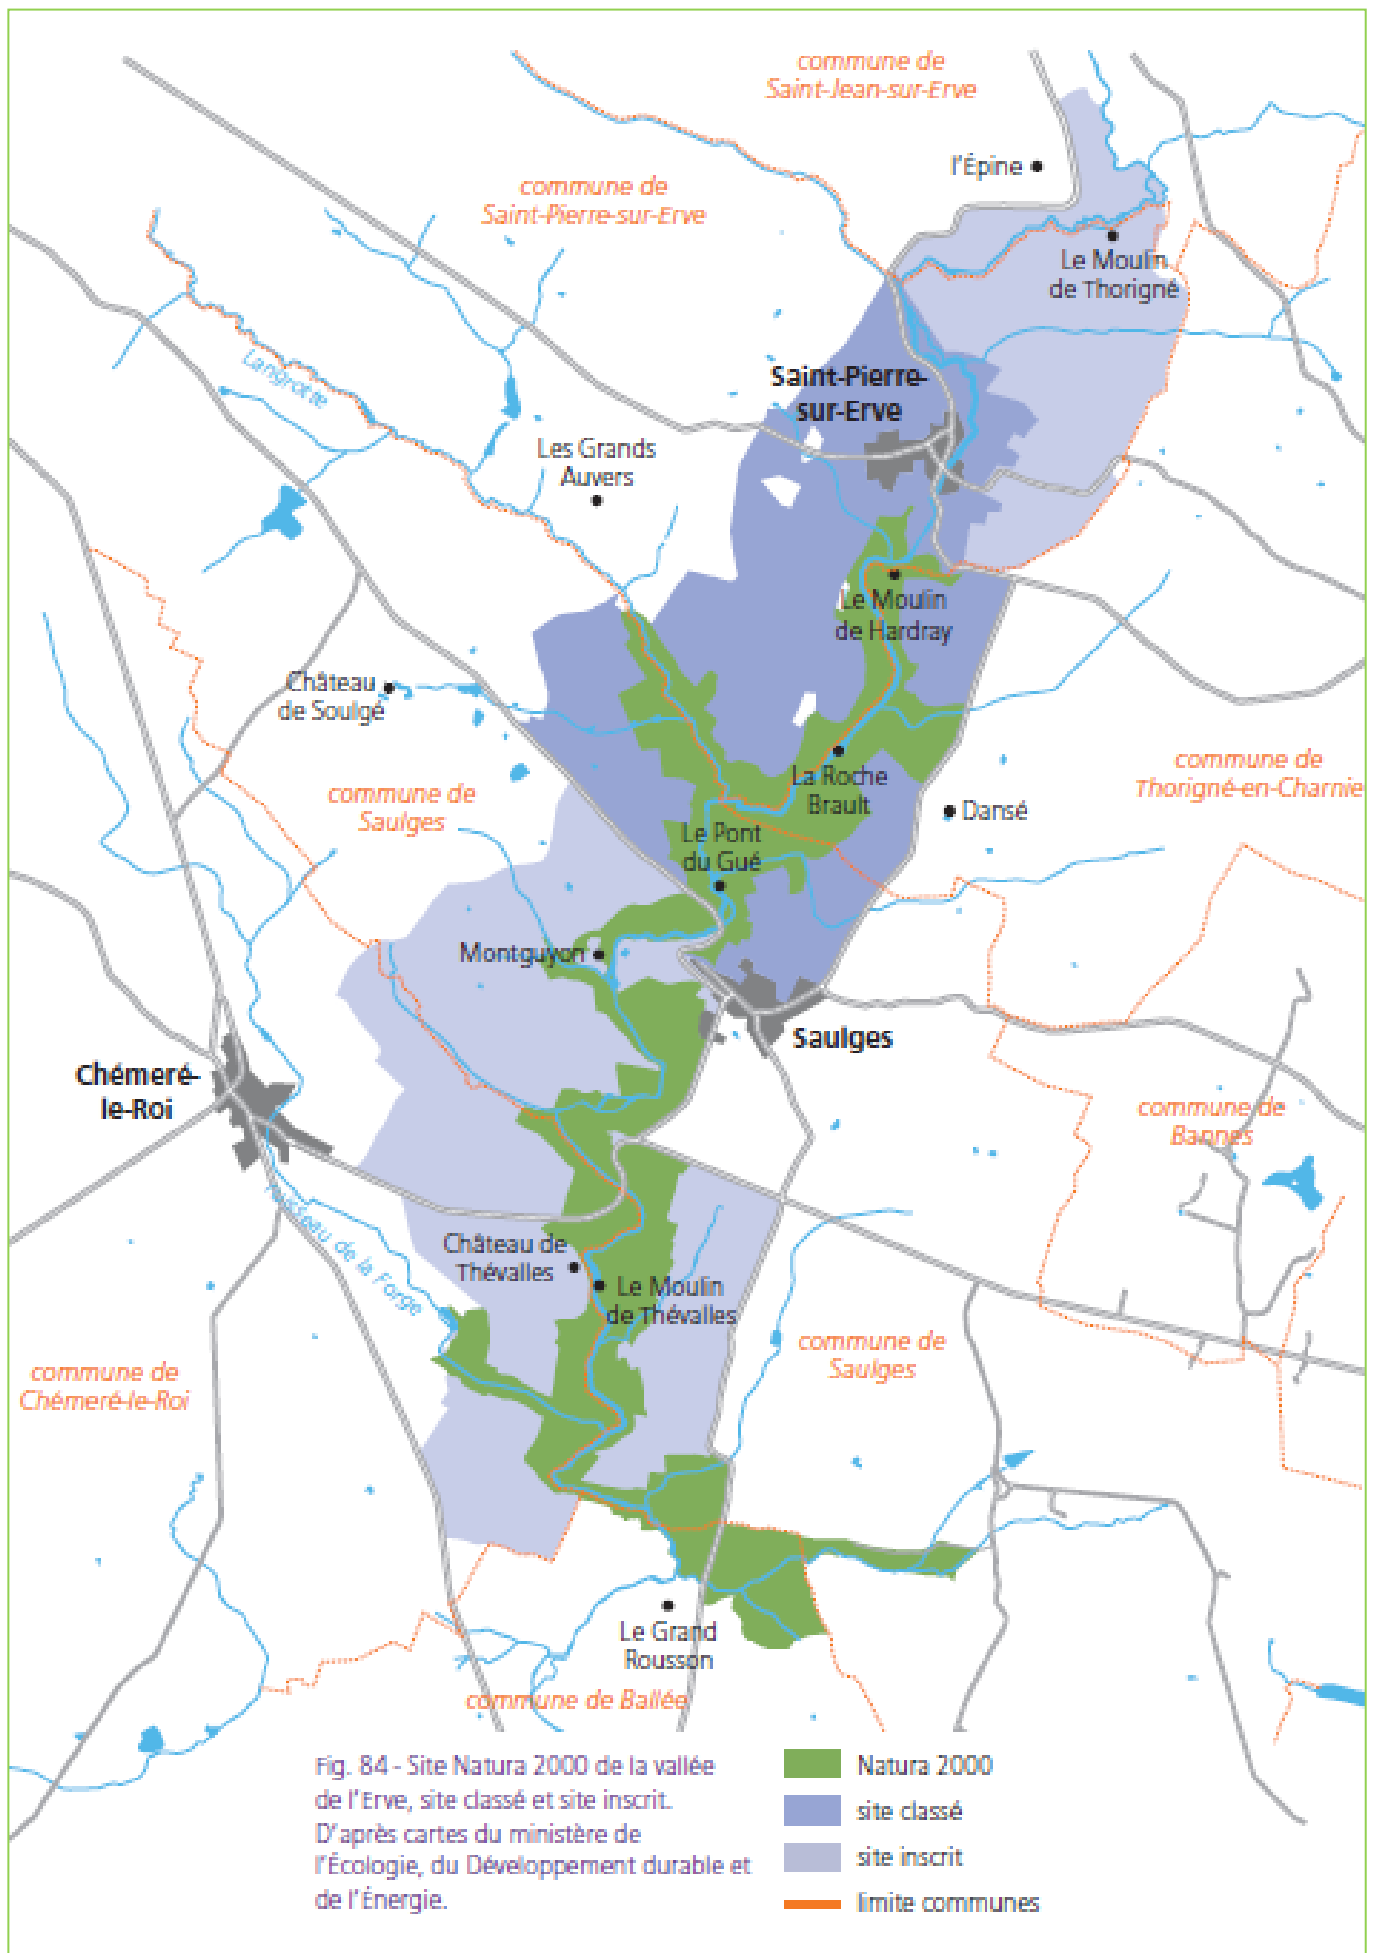 commune de
Saint-Jean-sur-Erve
l'Épine
commune de
Saint-Pierre-sur-Erve
Le Moulin
de Thorigné
Langrotte
Saint-Pierre-
sur-Erve
Les Grands
Auvers
Le Moulin
de Hardray
Château
de Soulgé
commune de
Thorigné-en-Charnie
La Roche
Brault
commune de
Saulges
Dansé
Le Pont
du Gué
Montguyon
Saulges
Chémeré-
le-Roi
commune de
Bannes
ruisseau de la Forge
Château de
Thévalles
Le Moulin
de Thévalles
commune de
Saulges
commune de
Chémeré-le-Roi
Le Grand
Rousson
commune de Ballée
Fig. 84 - Site Natura 2000 de la vallée
de l'Erve, site classé et site inscrit.
D'après cartes du ministère de
l'Écologie, du Développement durable et
de l'Énergie.
Natura 2000
site classé
site inscrit
limite communes